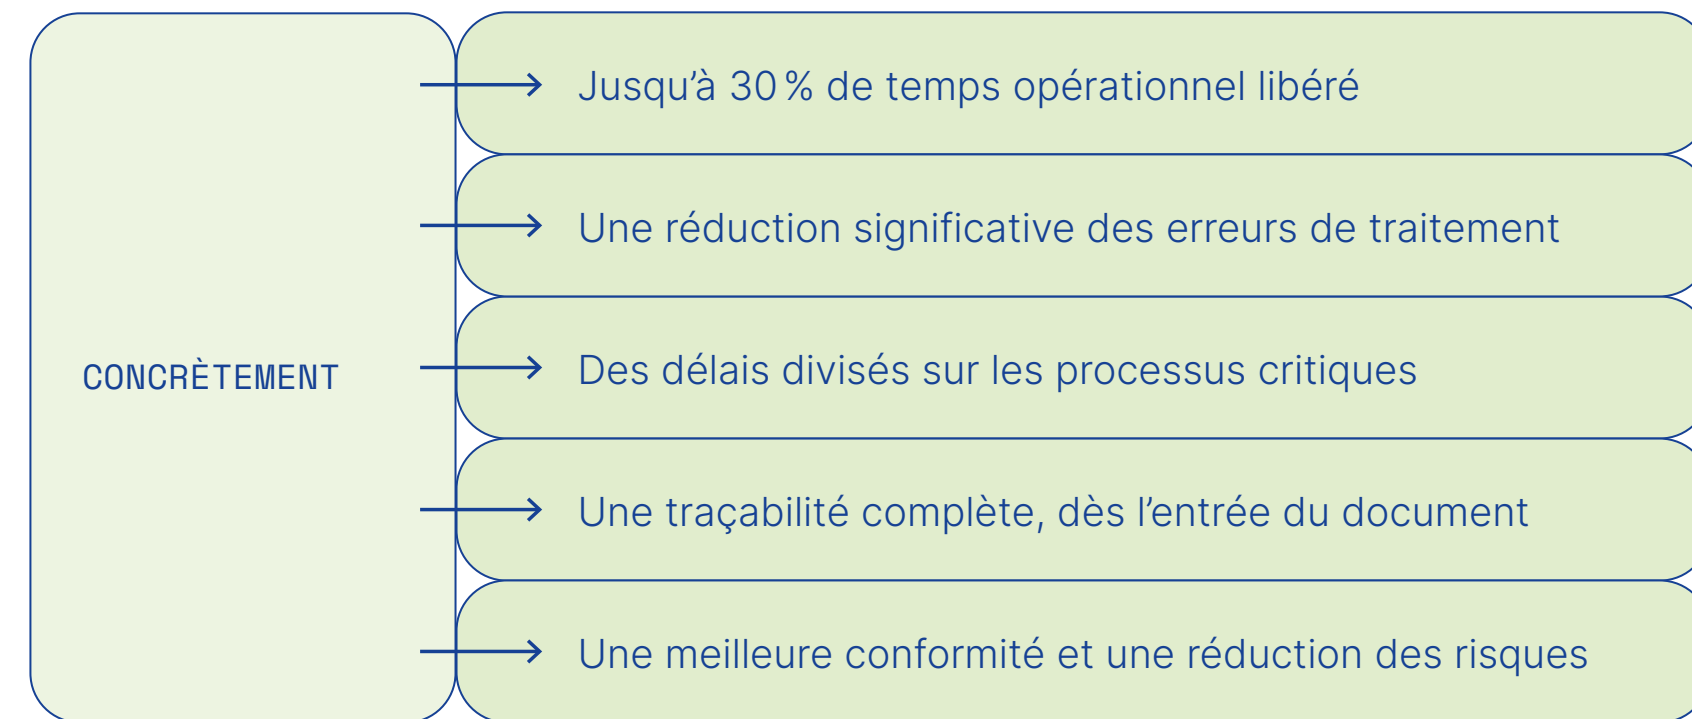 CONCRÈTEMENT
Jusqu’à 30 % de temps opérationnel libéré
Une réduction significative des erreurs de traitement
Des délais divisés sur les processus critiques
Une traçabilité complète, dès l’entrée du document
Une meilleure conformité et une réduction des risques